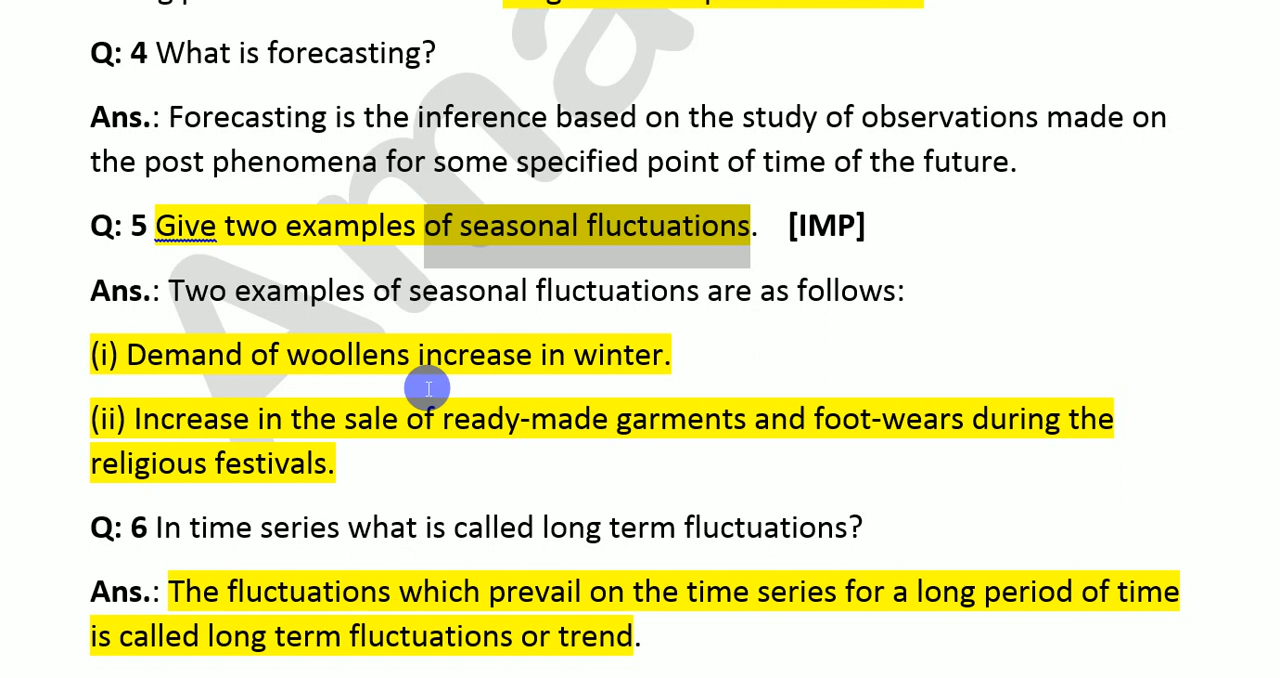 Q: 4 What is forecasting?
Ans.: Forecasting is the inference based on the study of observations made on
the post phenomena for some specified point of time of the future.
Q: 5 Give two examples of seasonal fluctuations. [IMP]
Ans.: Two examples of seasonal fluctuations are as follows:
(i) Demand of woollens increase in winter.
(ii) Increase in the sale of ready-made garments and foot-wears during the
religious festivals.
Q: 6 In time series what is called long term fluctuations?
Ans.: The fluctuations which prevail on the time series for a long period of time
is called long term fluctuations or trend.